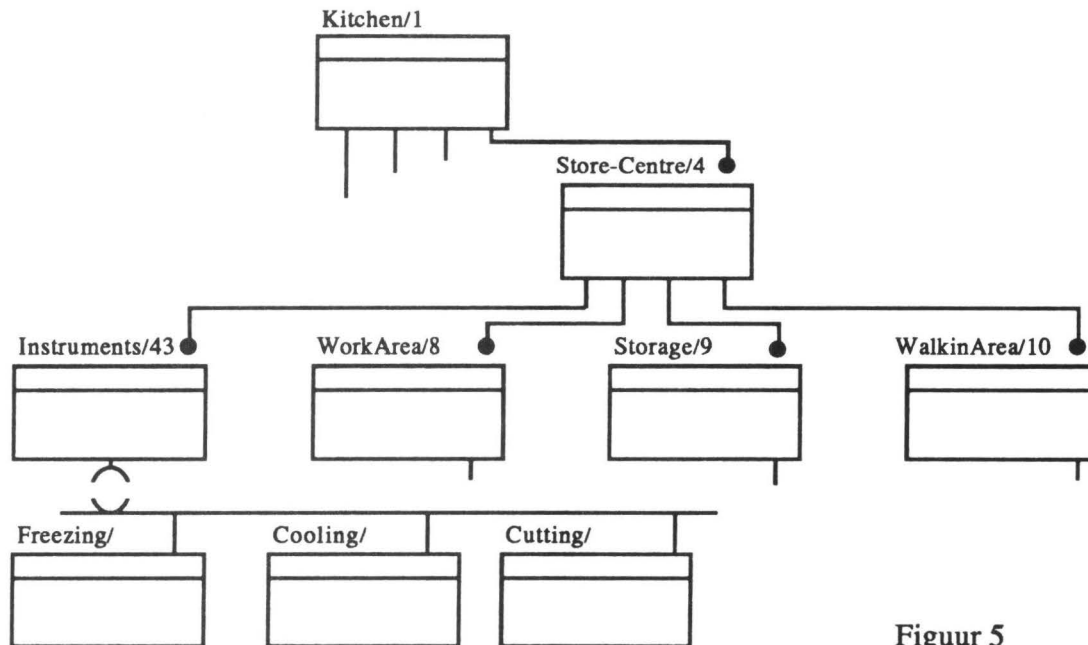 Kitchen/1
Store-Centre/4
Instruments/43
WorkArea/8
Storage/9
WalkinArea/10
Freezing/
Cooling/
Cutting/
Figuur 5